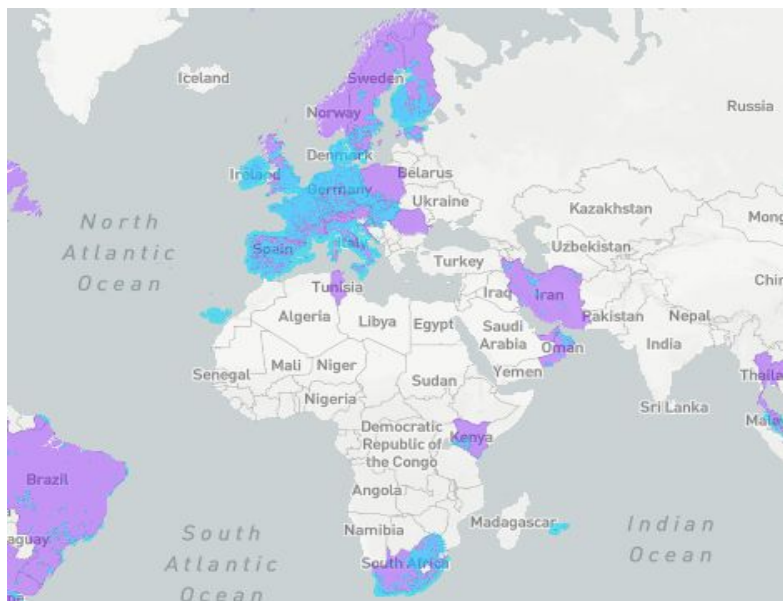 Iceland
Sweden
Russia
Norway
Denmark
Ireland
Belarus
Germany
Ukraine
North
Atlantic
Ocean
Kazakhstan
Mong
Spain
Italy
Uzbekistan
Turkey
Tunisia
Iraq
Iran
Chin
Algeria
Libya
Egypt
Saudi
Arabia
Pakistan
Nepal
Oman
India
Mali
Niger
Yemen
Thaila
Senegal
Sudan
Nigeria
Sri Lanka
Malay
Democratic
Republic of
the Congo
Kenya
Brazil
Angola
Madagascar
Indian
Ocean
Namibia
South
Atlantic
Ocean
aguay
South Africa